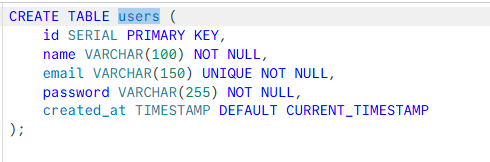 CREATE TABLE users (
    id SERIAL PRIMARY KEY,
    name VARCHAR(100) NOT NULL,
    email VARCHAR(150) UNIQUE NOT NULL,
    password VARCHAR(255) NOT NULL,
    created_at TIMESTAMP DEFAULT CURRENT_TIMESTAMP
);